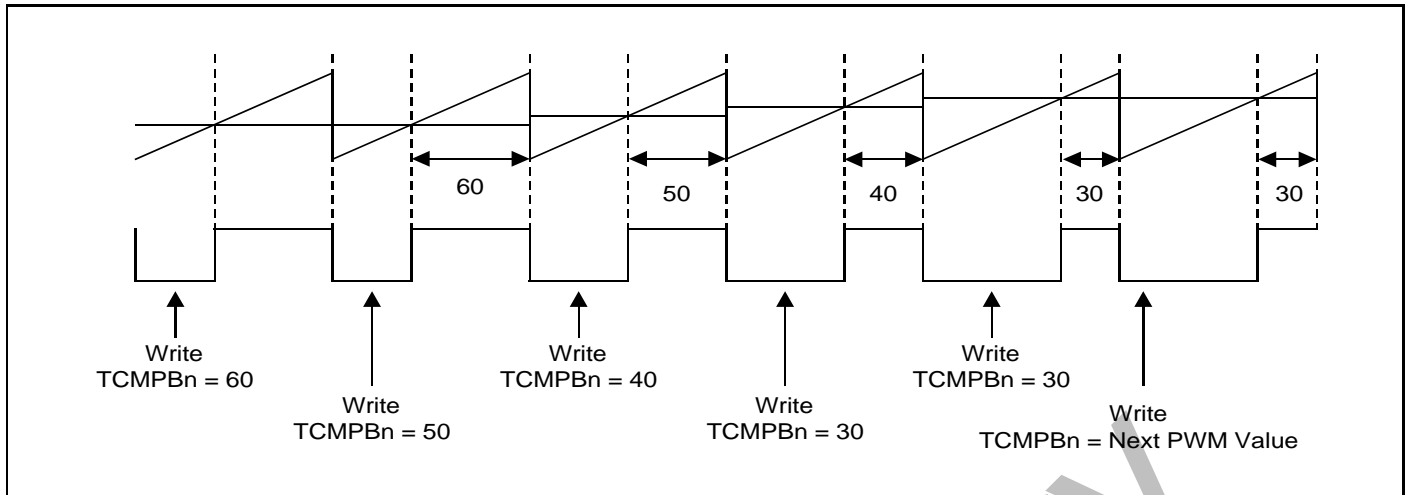 60
50
40
30
30
Write
TCMPBn = 60
Write
TCMPBn = 50
Write
TCMPBn = 40
Write
TCMPBn = 30
Write
TCMPBn = 30
Write
TCMPBn = Next PWM Value